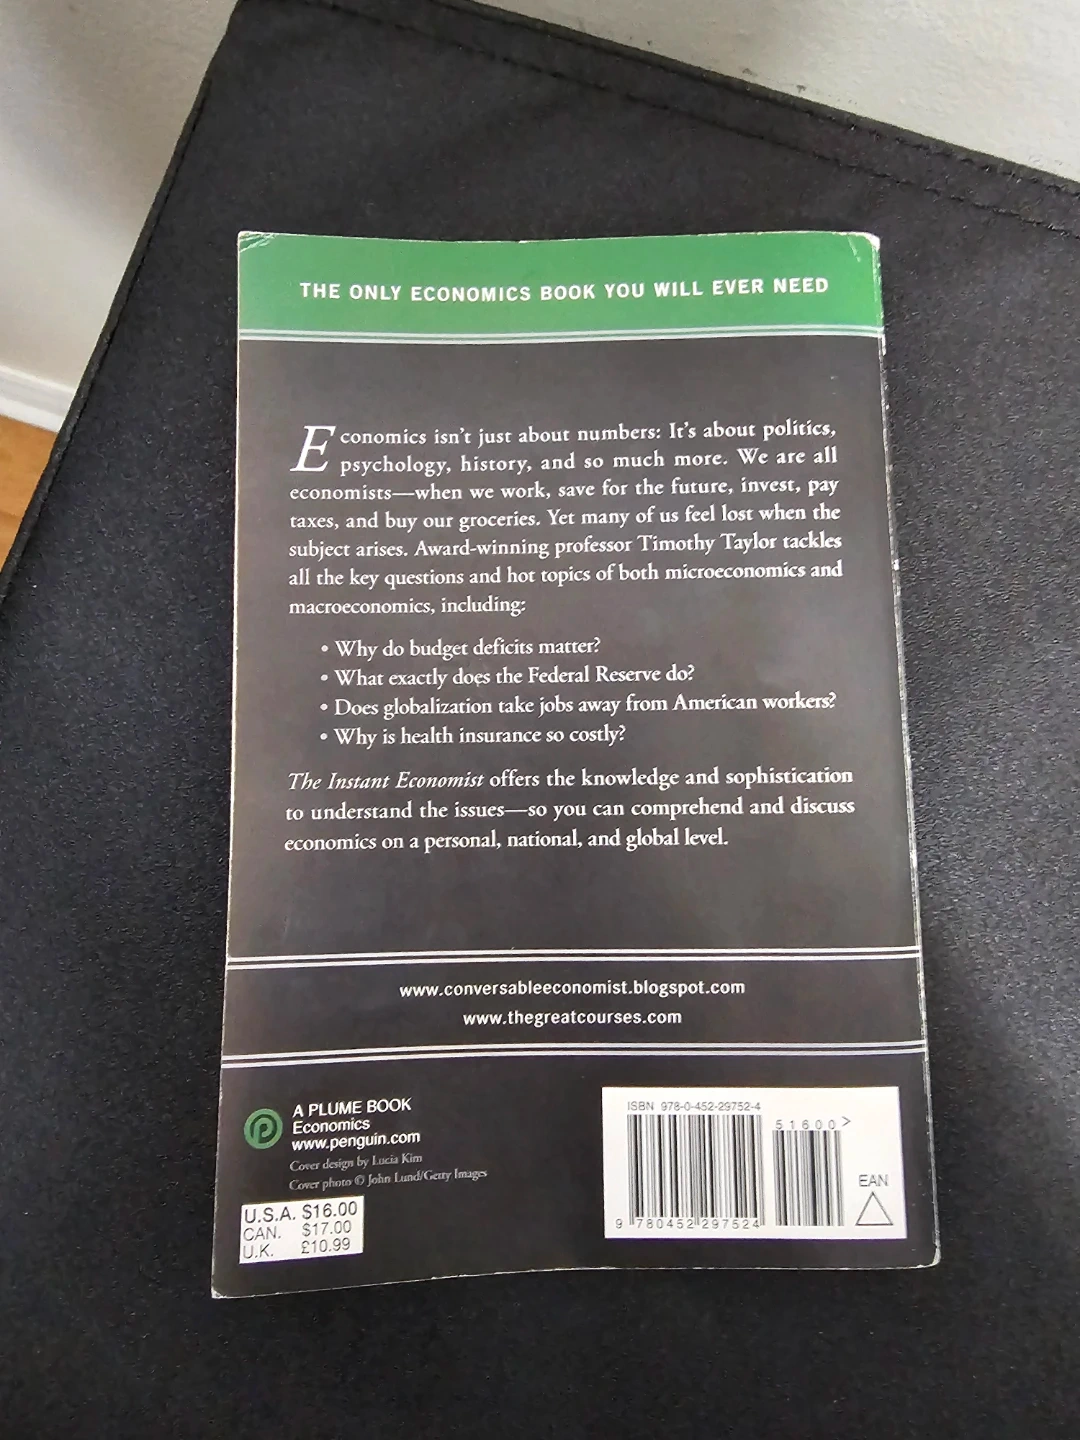 THE ONLY ECONOMICS BOOK YOU WILL EVER NEED
Economics isn't just about numbers: It's about politics,
psychology, history, and so much more. We are all
economists—when we work, save for the future, invest, pay
taxes, and buy our groceries. Yet many of us feel lost when the
subject arises. Award-winning professor Timothy Taylor tackles
all the key questions and hot topics of both microeconomics and
macroeconomics, including:
• Why do budget deficits matter?
• What exactly does the Federal Reserve do?
• Does globalization take jobs away from American workers?
• Why is health insurance so costly?
The Instant Economist offers the knowledge and sophistication
to understand the issues—so you can comprehend and discuss
economics on a personal, national, and global level.
www.conversableeconomist.blogspot.com
www.thegreatcourses.com
A PLUME BOOK
Economics
www.penguin.com
Cover design by Lucia Kim
Cover photo © John Lund/Getty Images
U.S.A. $16.00
CAN. $17.00
U.K. £10.99
ISBN 978-0-452-29752-4
51600>
9 780452 297524
EAN